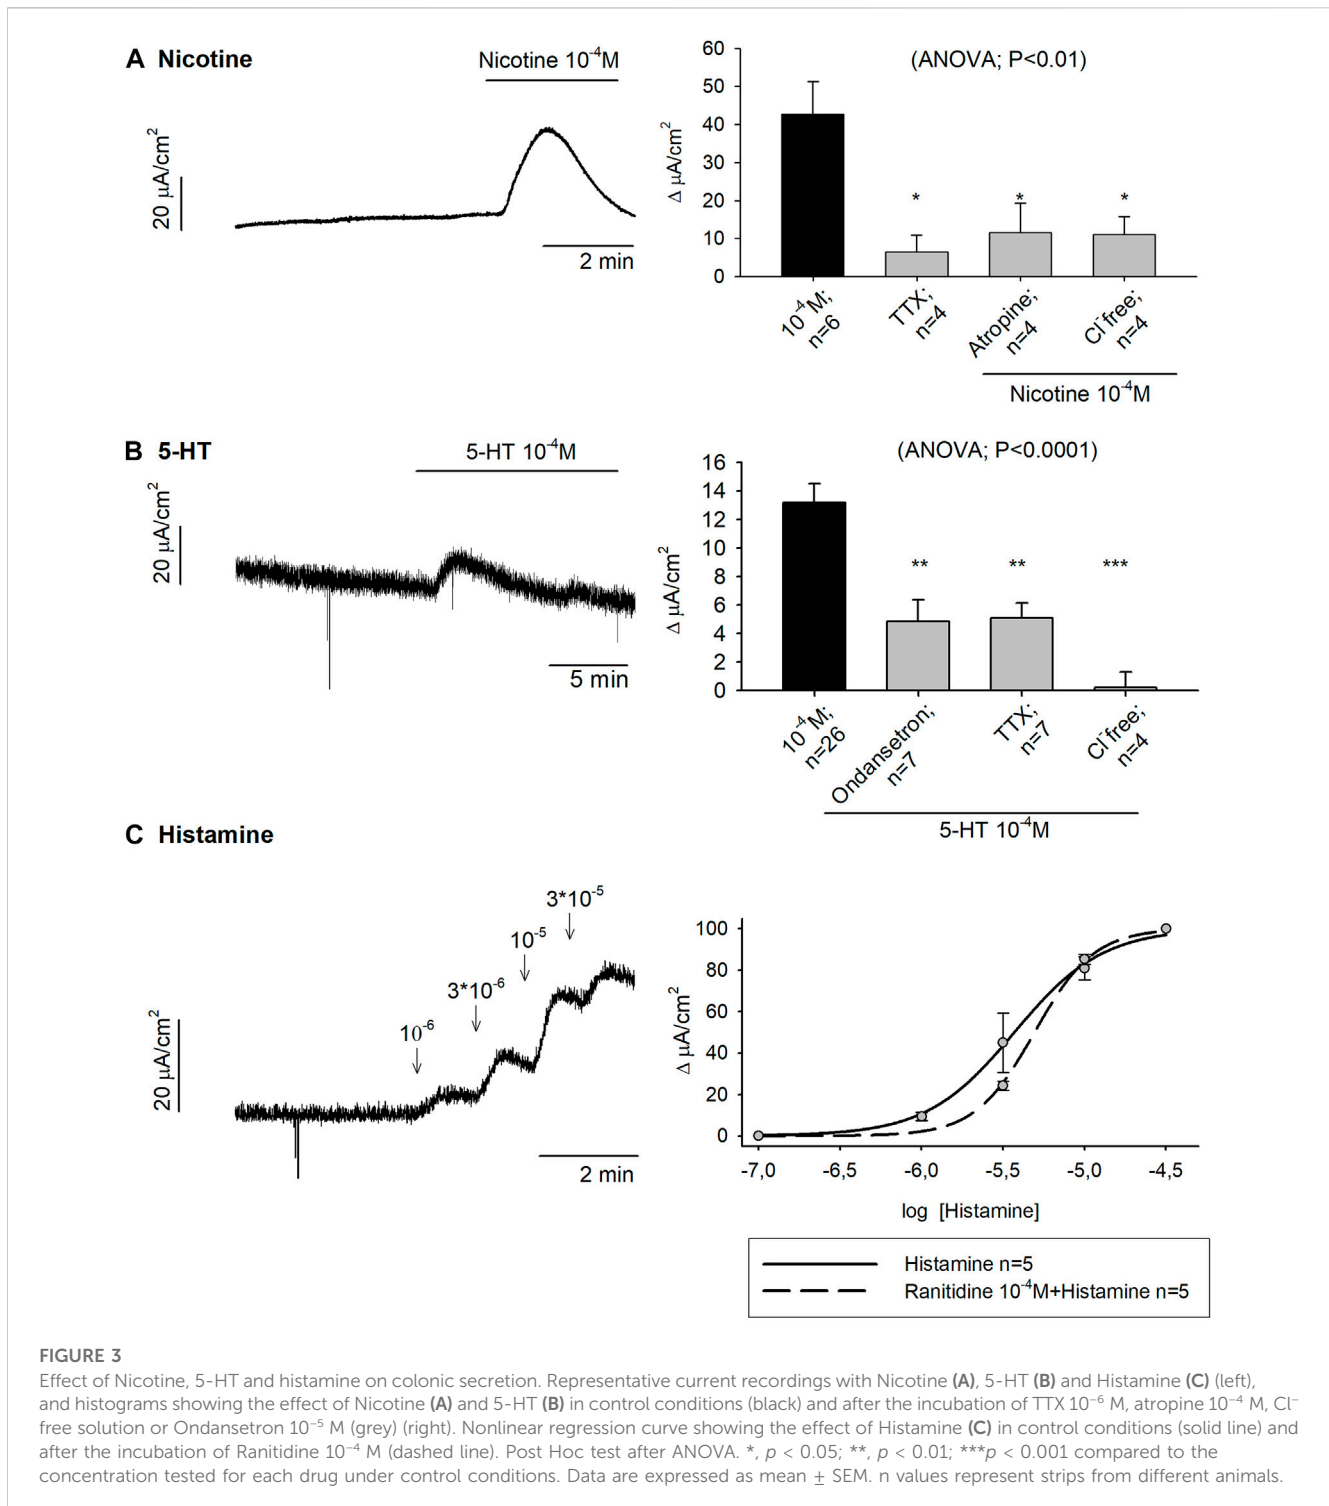 A Nicotine
Nicotine 10⁻⁴M
20 µA/cm²
2 min
(ANOVA; P<0.01)
Δ µA/cm²
60
50
40
30
20
10
0
*
*
*
10⁻⁴M;
n=6
TTX;
n=4
Atropine;
n=4
Cl⁻free;
n=4
Nicotine 10⁻⁴M
B 5-HT
5-HT 10⁻⁴M
20 µA/cm²
5 min
(ANOVA; P<0.0001)
Δ µA/cm²
16
14
12
10
8
6
4
2
0
**
**
***
10⁻⁴M;
n=26
Ondansetron;
n=7
TTX;
n=7
Cl⁻free;
n=4
5-HT 10⁻⁴M
C Histamine
20 µA/cm²
10⁻⁶
3*10⁻⁶
10⁻⁵
3*10⁻⁵
2 min
Δ µA/cm²
100
80
60
40
20
0
-7,0 -6,5 -6,0 -5,5 -5,0 -4,5
log [Histamine]
Histamine n=5
Ranitidine 10⁻⁴M+Histamine n=5
FIGURE 3
Effect of Nicotine, 5-HT and histamine on colonic secretion. Representative current recordings with Nicotine (A), 5-HT (B) and Histamine (C) (left),
and histograms showing the effect of Nicotine (A) and 5-HT (B) in control conditions (black) and after the incubation of TTX 10⁻⁶ M, atropine 10⁻⁴ M, Cl⁻
free solution or Ondansetron 10⁻⁵ M (grey) (right). Nonlinear regression curve showing the effect of Histamine (C) in control conditions (solid line) and
after the incubation of Ranitidine 10⁻⁴ M (dashed line). Post Hoc test after ANOVA. *, p < 0.05; **, p < 0.01; ***p < 0.001 compared to the
concentration tested for each drug under control conditions. Data are expressed as mean ± SEM. n values represent strips from different animals.